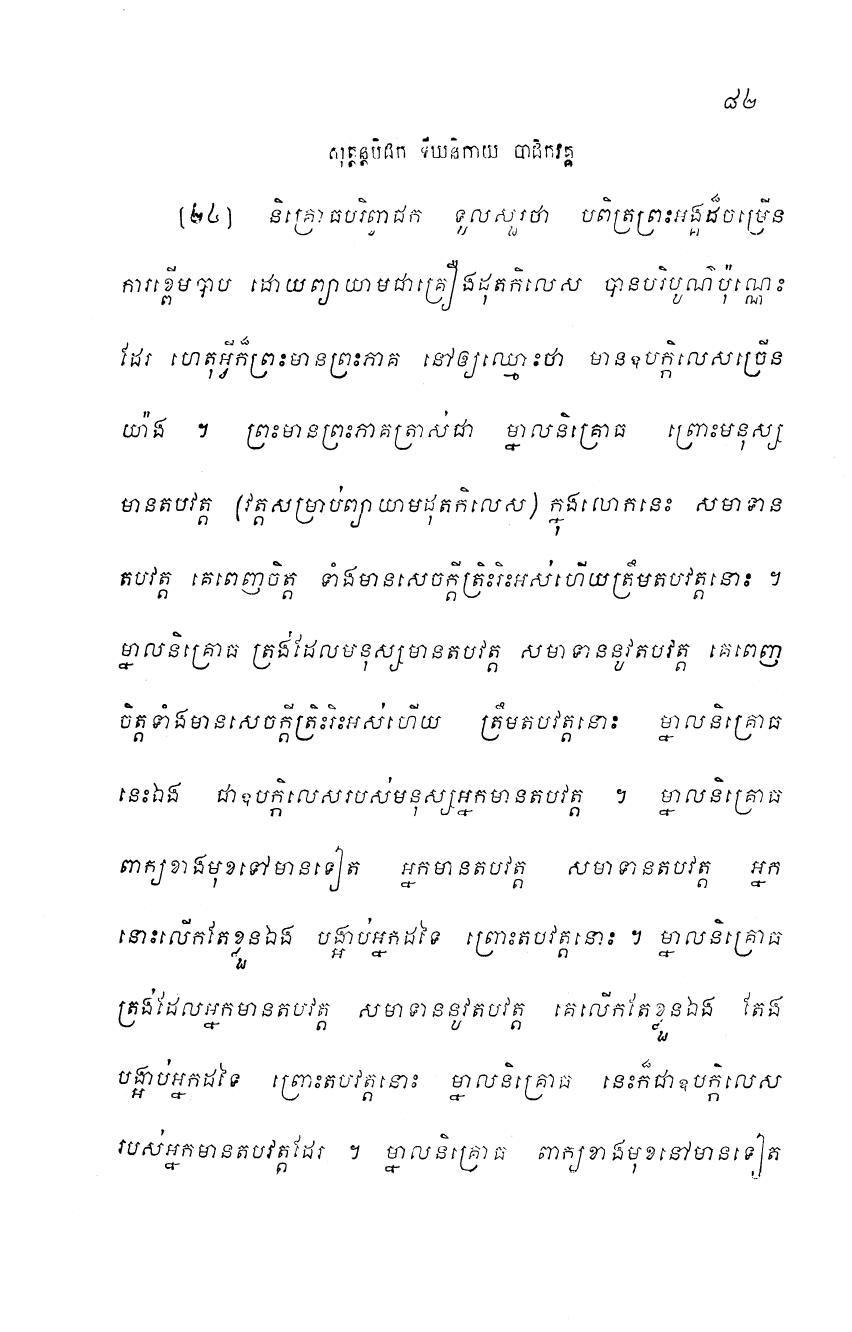 ៨២
សុត្តន្តបិដក ទីឃនិកាយ បាដិកវគ្គ
(២៤) និគ្រោធបរិព្វាជក ទូលសួរថា បពិត្រព្រះអង្គដ៏ចម្រើន
ការខ្ពើមបាប ដោយព្យាយាមជាគ្រឿងដុតកិលេស បានបរិបូណ៌ប៉ុណ្ណេះ
ដែរ ហេតុអ្វីក៏ព្រះមានព្រះភាគ នៅឲ្យឈ្មោះថា មានឧបក្កិលេសច្រើន
យ៉ាង ។ ព្រះមានព្រះភាគត្រាស់ជា ម្នាលនិគ្រោធ ព្រោះមនុស្ស
មានតបវត្ត (វត្តសម្រាប់ព្យាយាមដុតកិលេស) ក្នុងលោកនេះ សមាទាន
តបវត្ត គេពេញចិត្ត ទាំងមានសេចក្តីត្រិះរិះអស់ហើយត្រឹមតបវត្តនោះ ។
ម្នាលនិគ្រោធ ត្រង់ដែលមនុស្សមានតបវត្ត សមាទាននូវតបវត្ត គេពេញ
ចិត្តទាំងមានសេចក្តីត្រិះរិះអស់ហើយ ត្រឹមតបវត្តនោះ ម្នាលនិគ្រោធ
នេះឯង ជាឧបក្កិលេសរបស់មនុស្សអ្នកមានតបវត្ត ។ ម្នាលនិគ្រោធ
ពាក្យខាងមុខទៅមានទៀត អ្នកមានតបវត្ត សមាទានតបវត្ត អ្នក
នោះលើកតែខ្លួនឯង បង្អាប់អ្នកដទៃ ព្រោះតបវត្តនោះ ។ ម្នាលនិគ្រោធ
ត្រង់ដែលអ្នកមានតបវត្ត សមាទាននូវតបវត្ត គេលើកតែខ្លួនឯង តែង
បង្អាប់អ្នកដទៃ ព្រោះតបវត្តនោះ ម្នាលនិគ្រោធ នេះក៏ជាឧបក្កិលេស
របស់អ្នកមានតបវត្តដែរ ។ ម្នាលនិគ្រោធ ពាក្យខាងមុខនៅមានទៀត